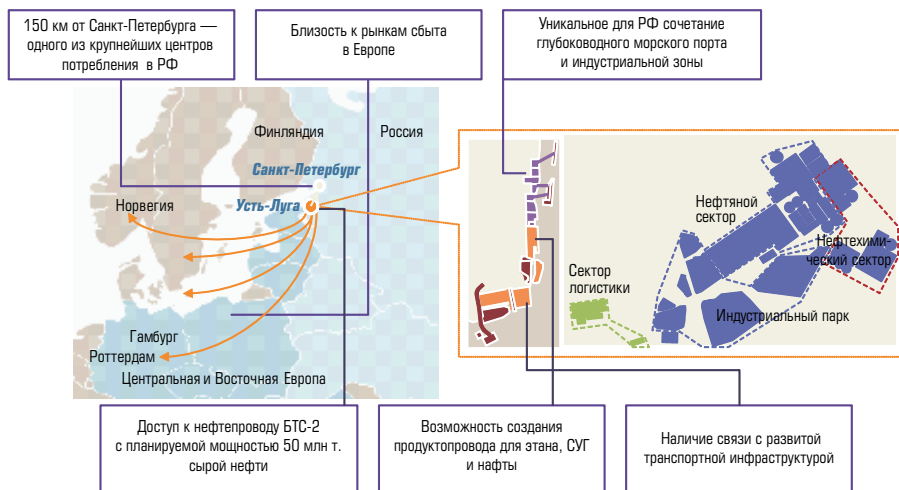 150 км от Санкт-Петербурга —
одного из крупнейших центров
потребления в РФ
Близость к рынкам сбыта
в Европе
Уникальное для РФ сочетание
глубоководного морского порта
и индустриальной зоны
Финляндия
Россия
Санкт-Петербург
Норвегия
Усть-Луга
Гамбург
Роттердам
Центральная и Восточная Европа
Нефтяной
сектор
Нефтехими-
ческий сектор
Сектор
логистики
Индустриальный парк
Доступ к нефтепроводу БТС-2
с планируемой мощностью 50 млн т.
сырой нефти
Возможность создания
продуктопровода для этана, СУГ
и нафты
Наличие связи с развитой
транспортной инфраструктурой